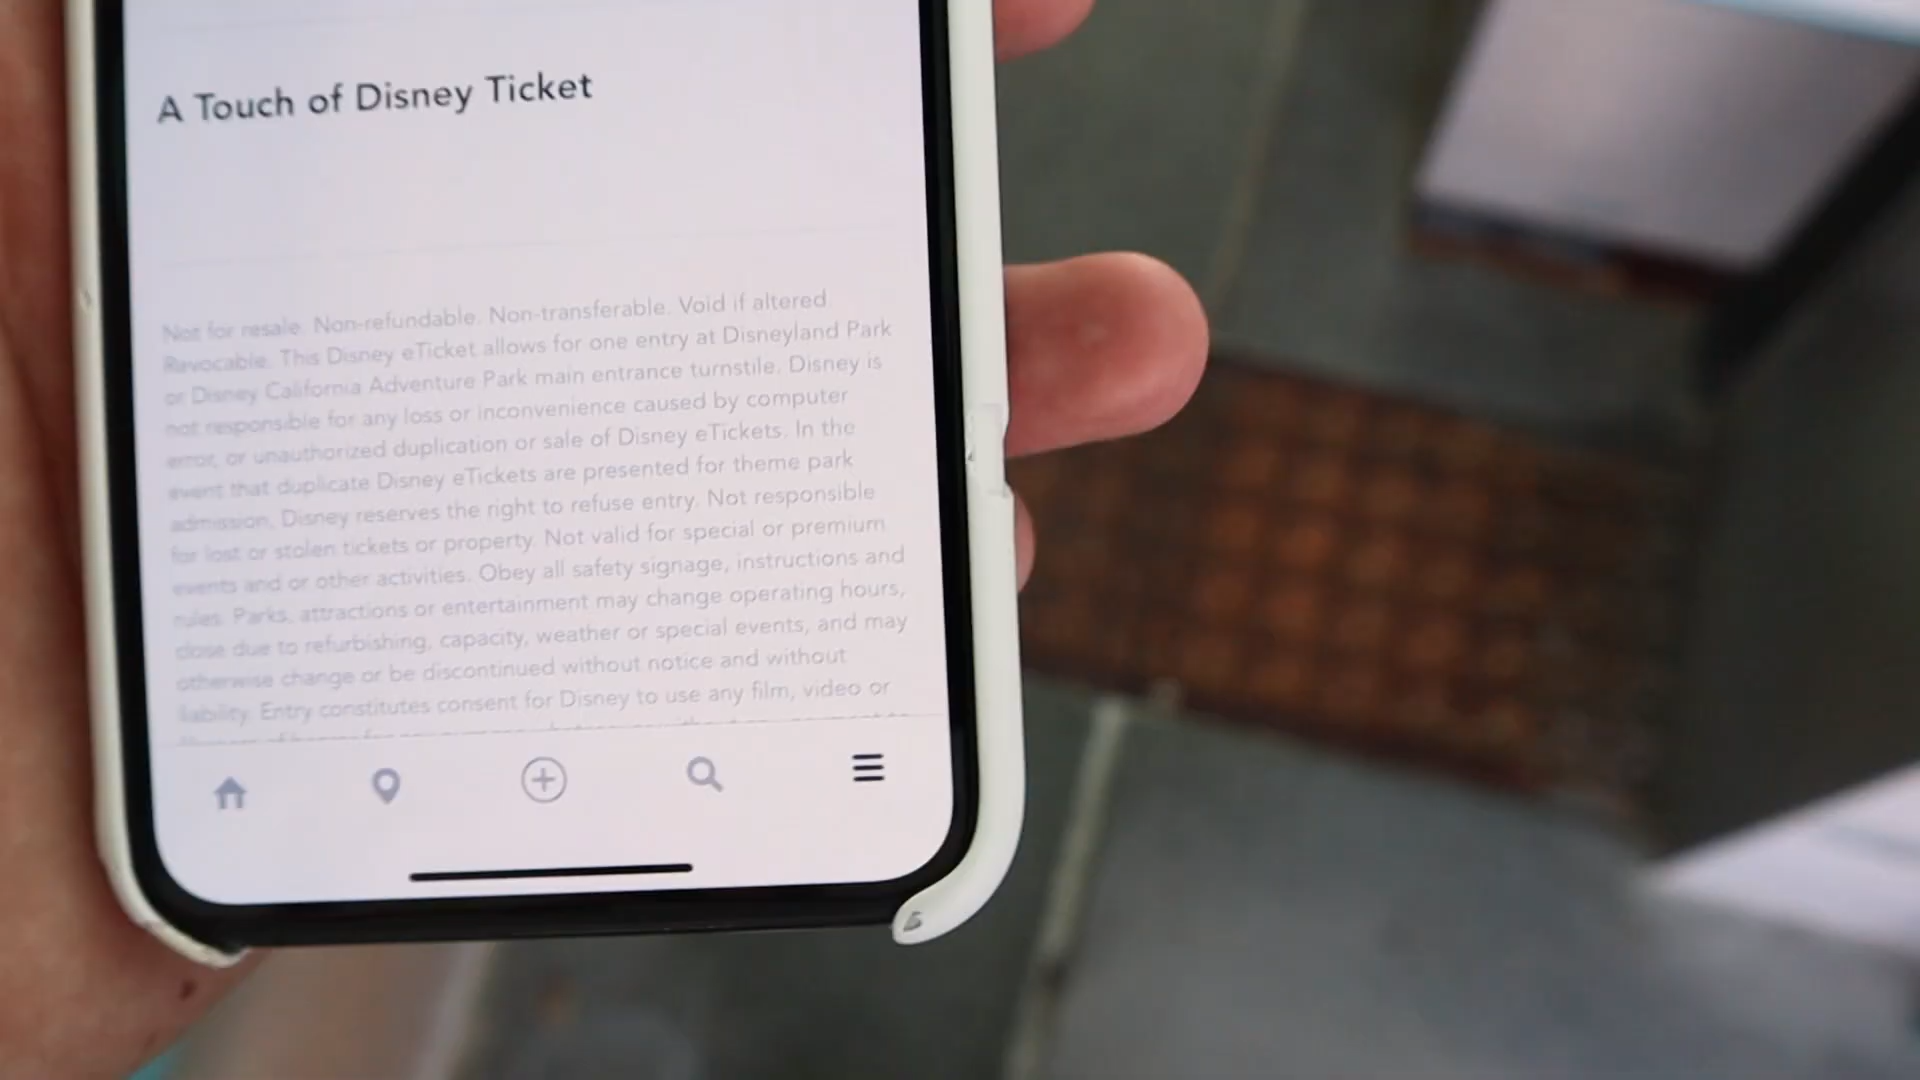 A Touch of Disney Ticket
Not for resale. Non-refundable. Non-transferable. Void if altered.
Revocable. This Disney eTicket allows for one entry at Disneyland Park
or Disney California Adventure Park main entrance turnstile. Disney is
not responsible for any loss or inconvenience caused by computer
error, or unauthorized duplication or sale of Disney eTickets. In the
event that duplicate Disney eTickets are presented for theme park
admission, Disney reserves the right to refuse entry. Not responsible
for lost or stolen tickets or property. Not valid for special or premium
events and or other activities. Obey all safety signage, instructions and
rules. Parks, attractions or entertainment may change operating hours,
close due to refurbishing, capacity, weather or special events, and may
otherwise change or be discontinued without notice and without
liability. Entry constitutes consent for Disney to use any film, video or